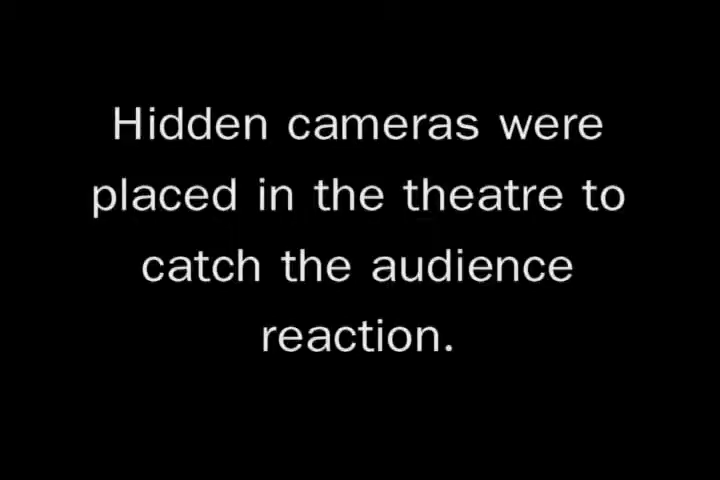 Hidden cameras were
placed in the theatre to
catch the audience
reaction.